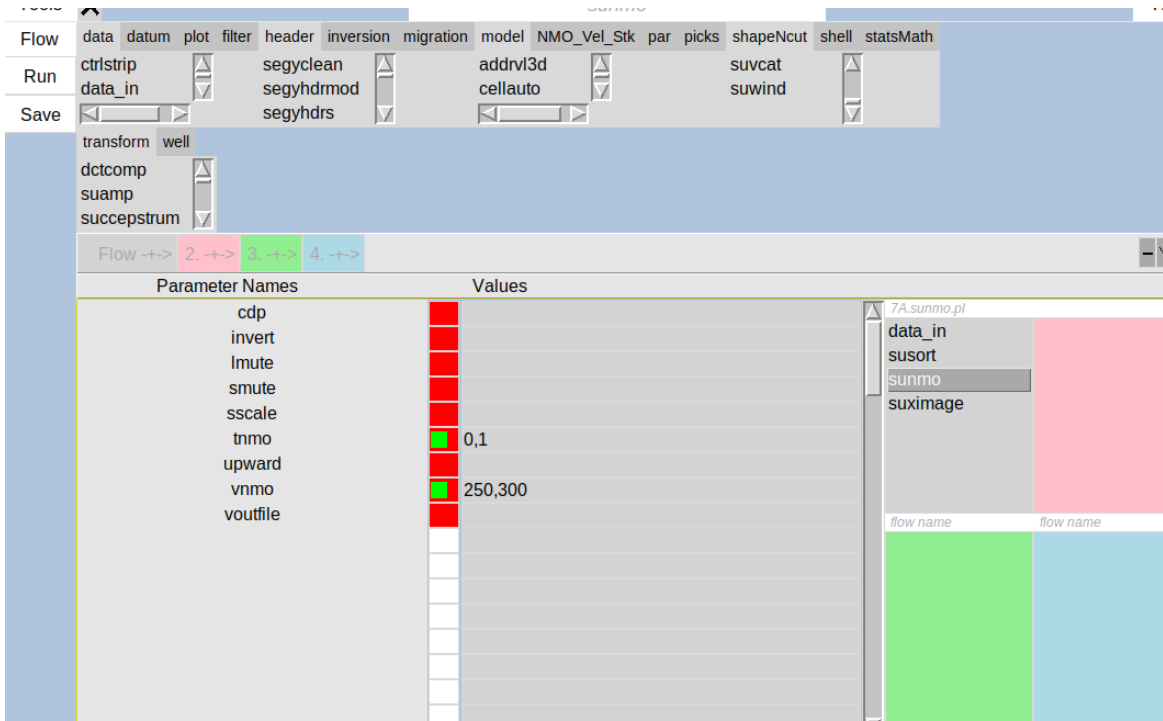 Sunmo
Flow
Run
Save
data datum plot filter header inversion migration model NMO_Vel_Stk par picks shapeNcut shell statsMath
ctrlstrip segyclean addrvl3d suvcat
data_in segyhdrmod cellauto suwind
segyhdrs
transform well
dctcomp
suamp
succepstrum
Flow -+-> 2. -+-> 3. -+-> 4. -+->
Parameter Names Values
cdp
invert
lmute
smute
sscale
tnmo 0,1
upward
vnmo 250,300
voutfile
7A.sunmo.pl
data_in
susort
sunmo
suximage
flow name flow name